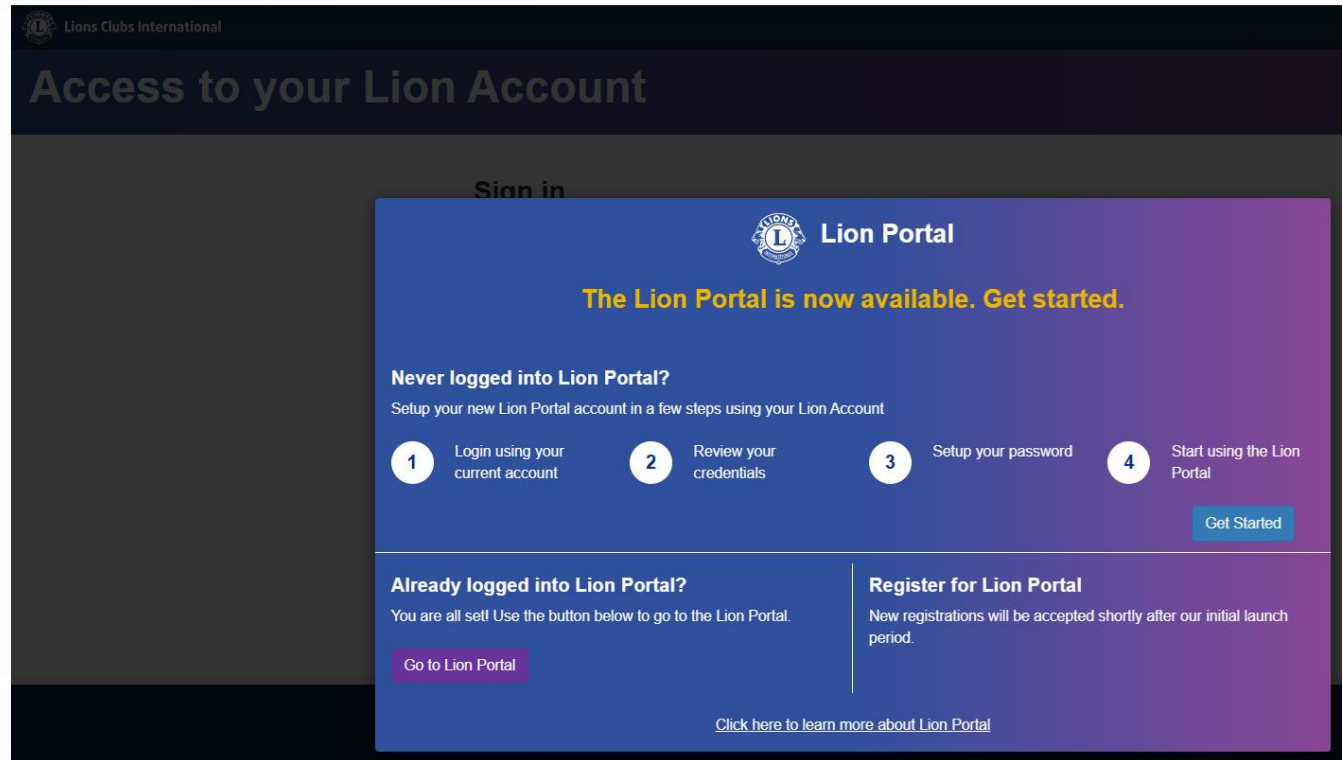 Lions Clubs International
Access to your Lion Account
Sign in
LIONS
L
INTERNATIONAL
Lion Portal
The Lion Portal is now available. Get started.
Never logged into Lion Portal?
Setup your new Lion Portal account in a few steps using your Lion Account
1
Login using your
current account
2
Review your
credentials
3
Setup your password
4
Start using the Lion
Portal
Get Started
Already logged into Lion Portal?
You are all set! Use the button below to go to the Lion Portal.
Go to Lion Portal
Register for Lion Portal
New registrations will be accepted shortly after our initial launch
period.
Click here to learn more about Lion Portal